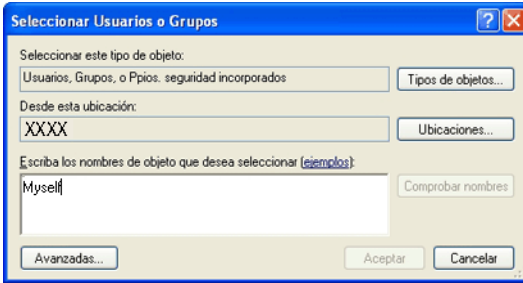 Seleccionar Usuarios o Grupos
Seleccionar este tipo de objeto:
Usuarios, Grupos, o Ppios. seguridad incorporados
Tipos de objetos...
Desde esta ubicación:
XXXX
Ubicaciones...
Escriba los nombres de objeto que desea seleccionar (ejemplos):
Myself
Comprobar nombres
Avanzadas...
Aceptar
Cancelar